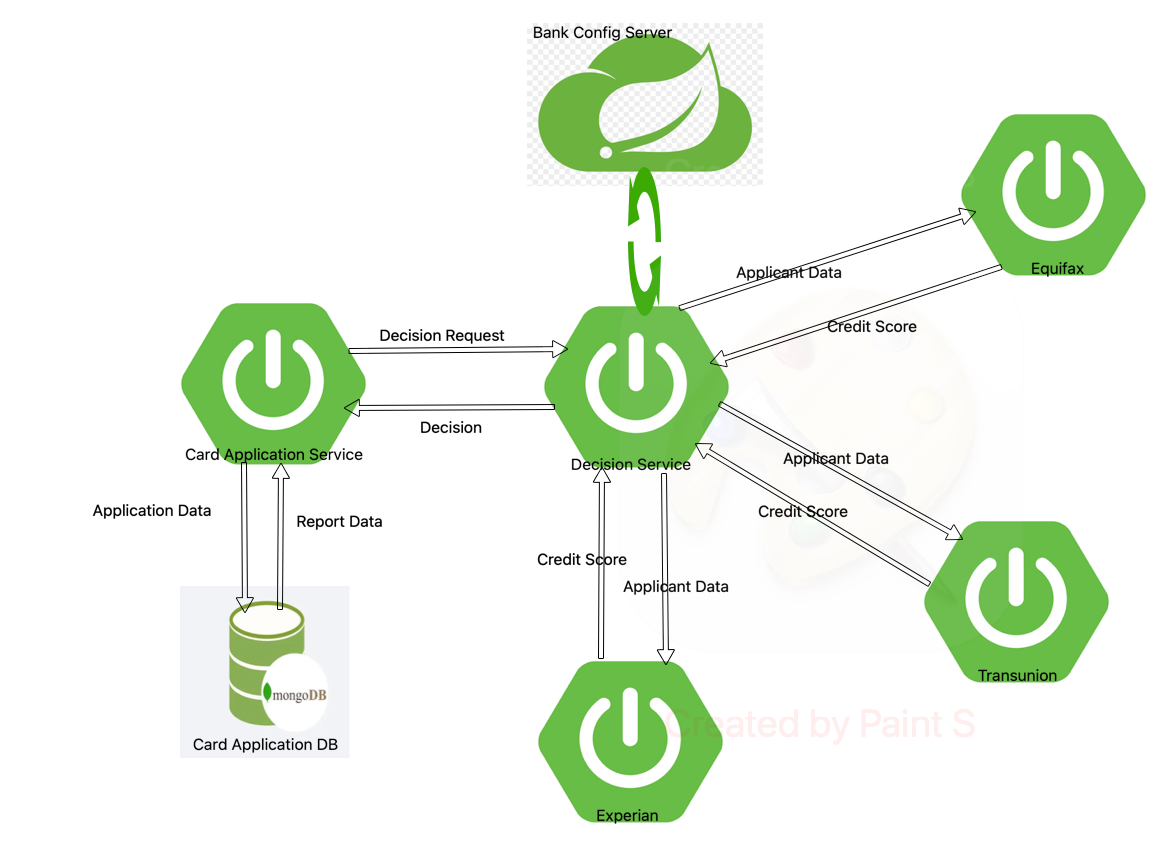 Bank Config Server
Equifax
Applicant Data
Credit Score
Decision Request
Decision
Card Application Service
Decision Service
Applicant Data
Credit Score
Application Data
Report Data
Credit Score
Applicant Data
Transunion
mongoDB
Card Application DB
Experian
Created by Paint S